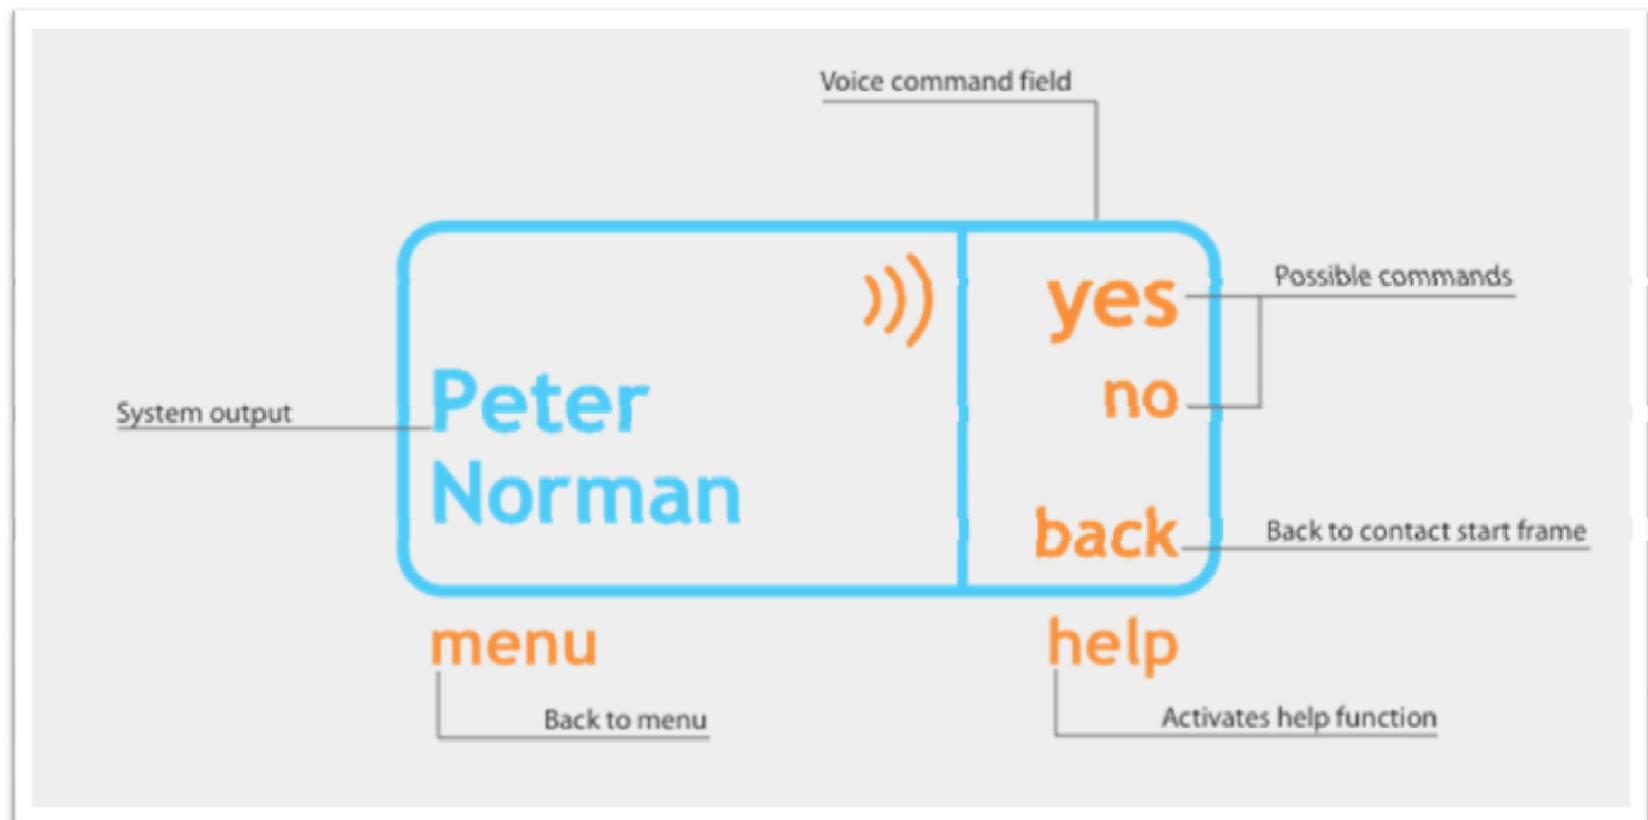 Voice command field
yes
Possible commands
no
System output
Peter
Norman
back
Back to contact start frame
menu
help
Back to menu
Activates help function